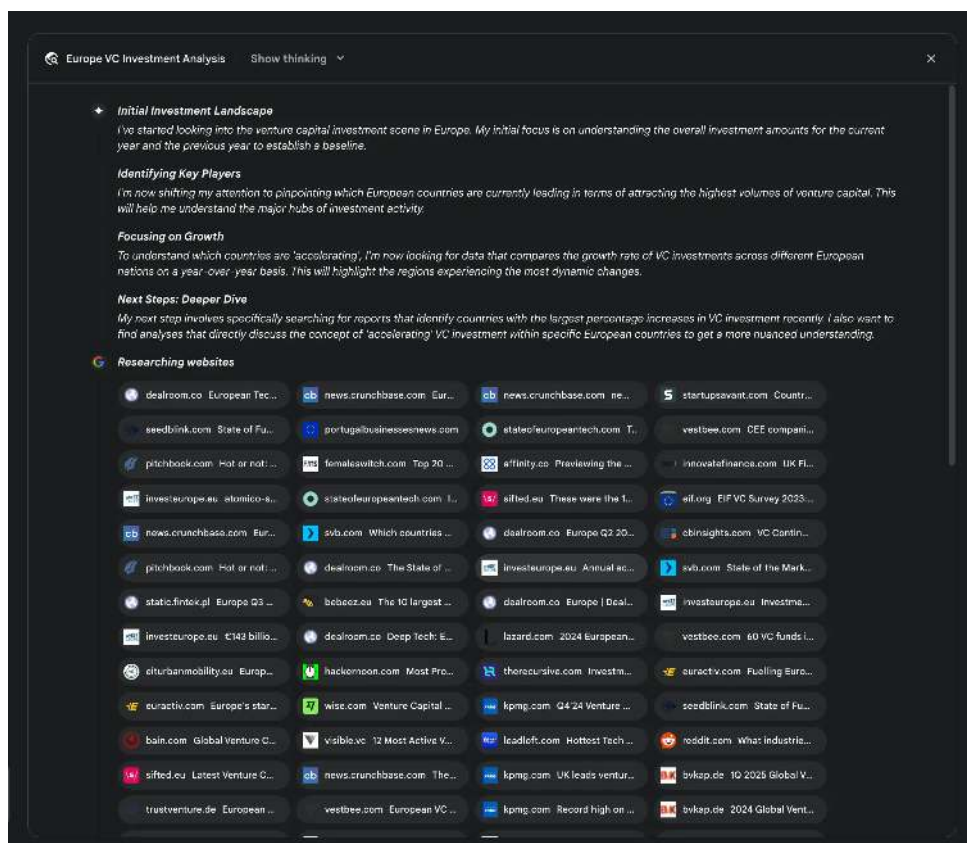 Europe VC Investment Analysis Show thinking
Initial Investment Landscape
I've started looking into the venture capital investment scene in Europe. My initial focus is on understanding the overall investment amounts for the current
year and the previous year to establish a baseline.
Identifying Key Players
I'm now shifting my attention to pinpointing which European countries are currently leading in terms of attracting the highest volumes of venture capital. This
will help me understand the major hubs of investment activity.
Focusing on Growth
To understand which countries are 'accelerating', I'm now looking for data that compares the growth rate of VC investments across different European
nations on a year-over-year basis. This will highlight the regions experiencing the most dynamic changes.
Next Steps: Deeper Dive
My next step involves specifically searching for reports that identify countries with the largest percentage increases in VC investment recently. I also want to
find analyses that directly discuss the concept of 'accelerating' VC investment within specific European countries to get a more nuanced understanding.
Researching websites
dealroom.co European Tec... news.crunchbase.com Eur... news.crunchbase.com ne... startupsavant.com Countr...
seedblink.com State of Fu... portugalbusinessesnews.com stateofeuropeantech.com T... vestbee.com CEE compani...
pitchbook.com Hot or not: ... femaleswitch.com Top 20 ... affinity.co Previewing the ... innovatefinance.com UK Fi...
investeurope.eu atomico-s... stateofeuropeantech.com I... sifted.eu These were the 1... eif.org EIF VC Survey 2023...
news.crunchbase.com Eur... svb.com Which countries ... dealroom.co Europe Q2 20... cbinsights.com VC Contin...
pitchbook.com Hot or not: ... dealroom.co The State of ... investeurope.eu Annual ac... svb.com State of the Mark...
static.fintek.pl Europe Q3 ... bebeez.eu The 10 largest ... dealroom.co Europe | Deal... investeurope.eu Investme...
investeurope.eu €143 billio... dealroom.co Deep Tech: E... lazard.com 2024 European... vestbee.com 60 VC funds i...
eiturbanmobility.eu Europ... hackernoon.com Most Pro... therecursive.com Investm... euractiv.com Fuelling Euro...
euractiv.com Europe's star... wise.com Venture Capital ... kpmg.com Q4'24 Venture ... seedblink.com State of Fu...
bain.com Global Venture C... visible.vc 12 Most Active V... leadloft.com Hottest Tech ... reddit.com What industrie...
sifted.eu Latest Venture C... news.crunchbase.com The... kpmg.com UK leads ventur... bvkap.de 1Q 2025 Global V...
trustventure.de European ... vestbee.com European VC ... kpmg.com Record high on ... bvkap.de 2024 Global Vent...